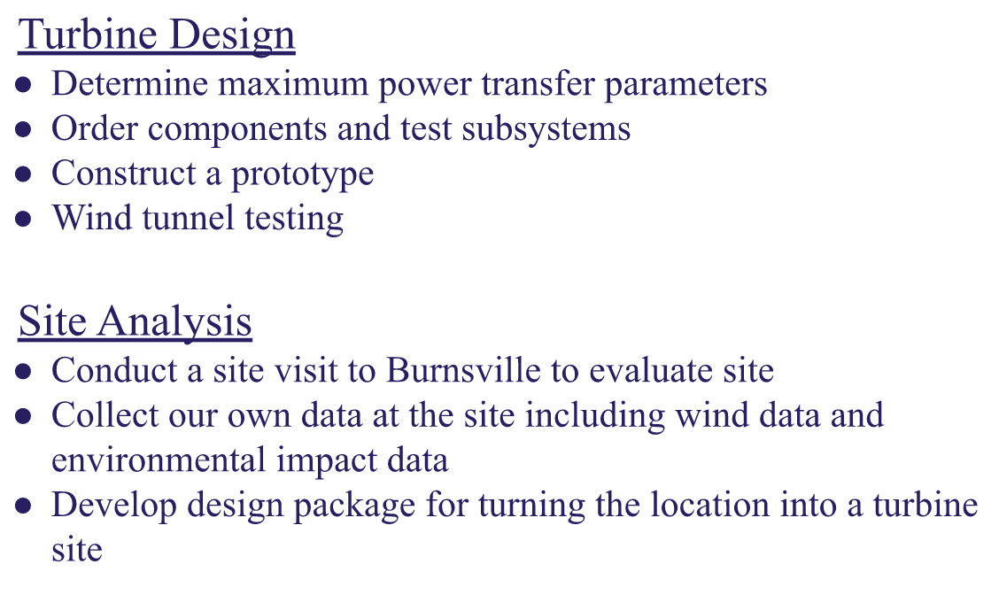 Turbine Design
● Determine maximum power transfer parameters
● Order components and test subsystems
● Construct a prototype
● Wind tunnel testing
Site Analysis
● Conduct a site visit to Burnsville to evaluate site
● Collect our own data at the site including wind data and
environmental impact data
● Develop design package for turning the location into a turbine
site